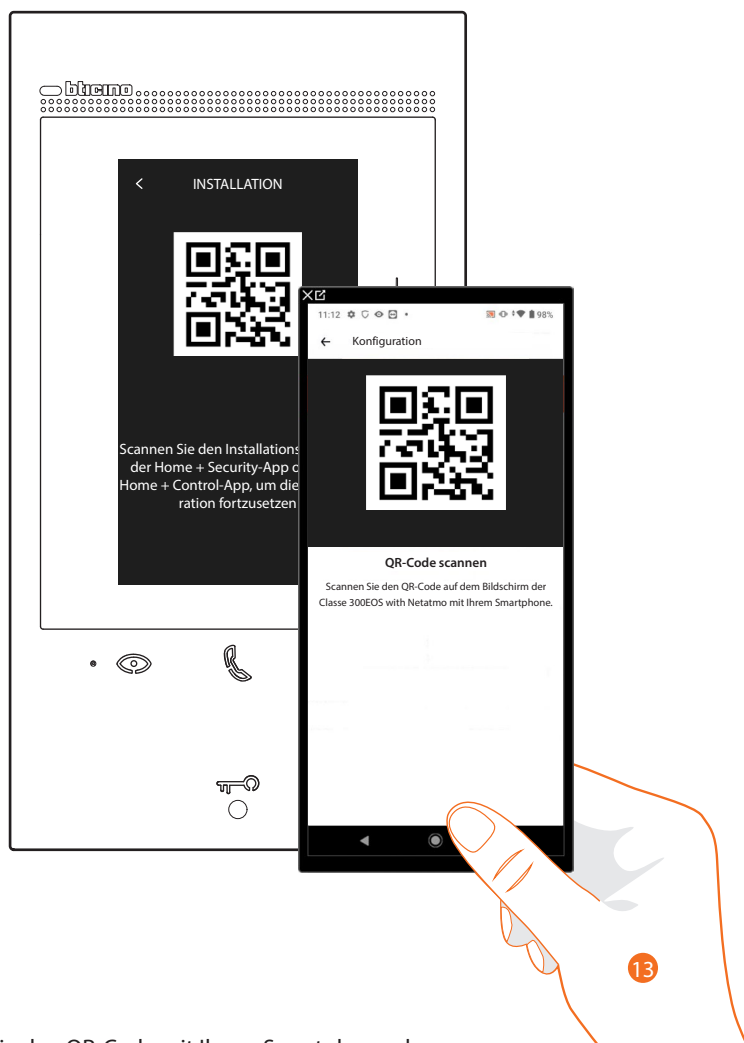 bticino
INSTALLATION
Scannen Sie den Installations
der Home + Security-App
Home + Control-App, um die
ration fortzusetzen
11:12
98%
Konfiguration
QR-Code scannen
Scannen Sie den QR-Code auf dem Bildschirm der
Classe 300EOS with Netatmo mit Ihrem Smartphone.
13